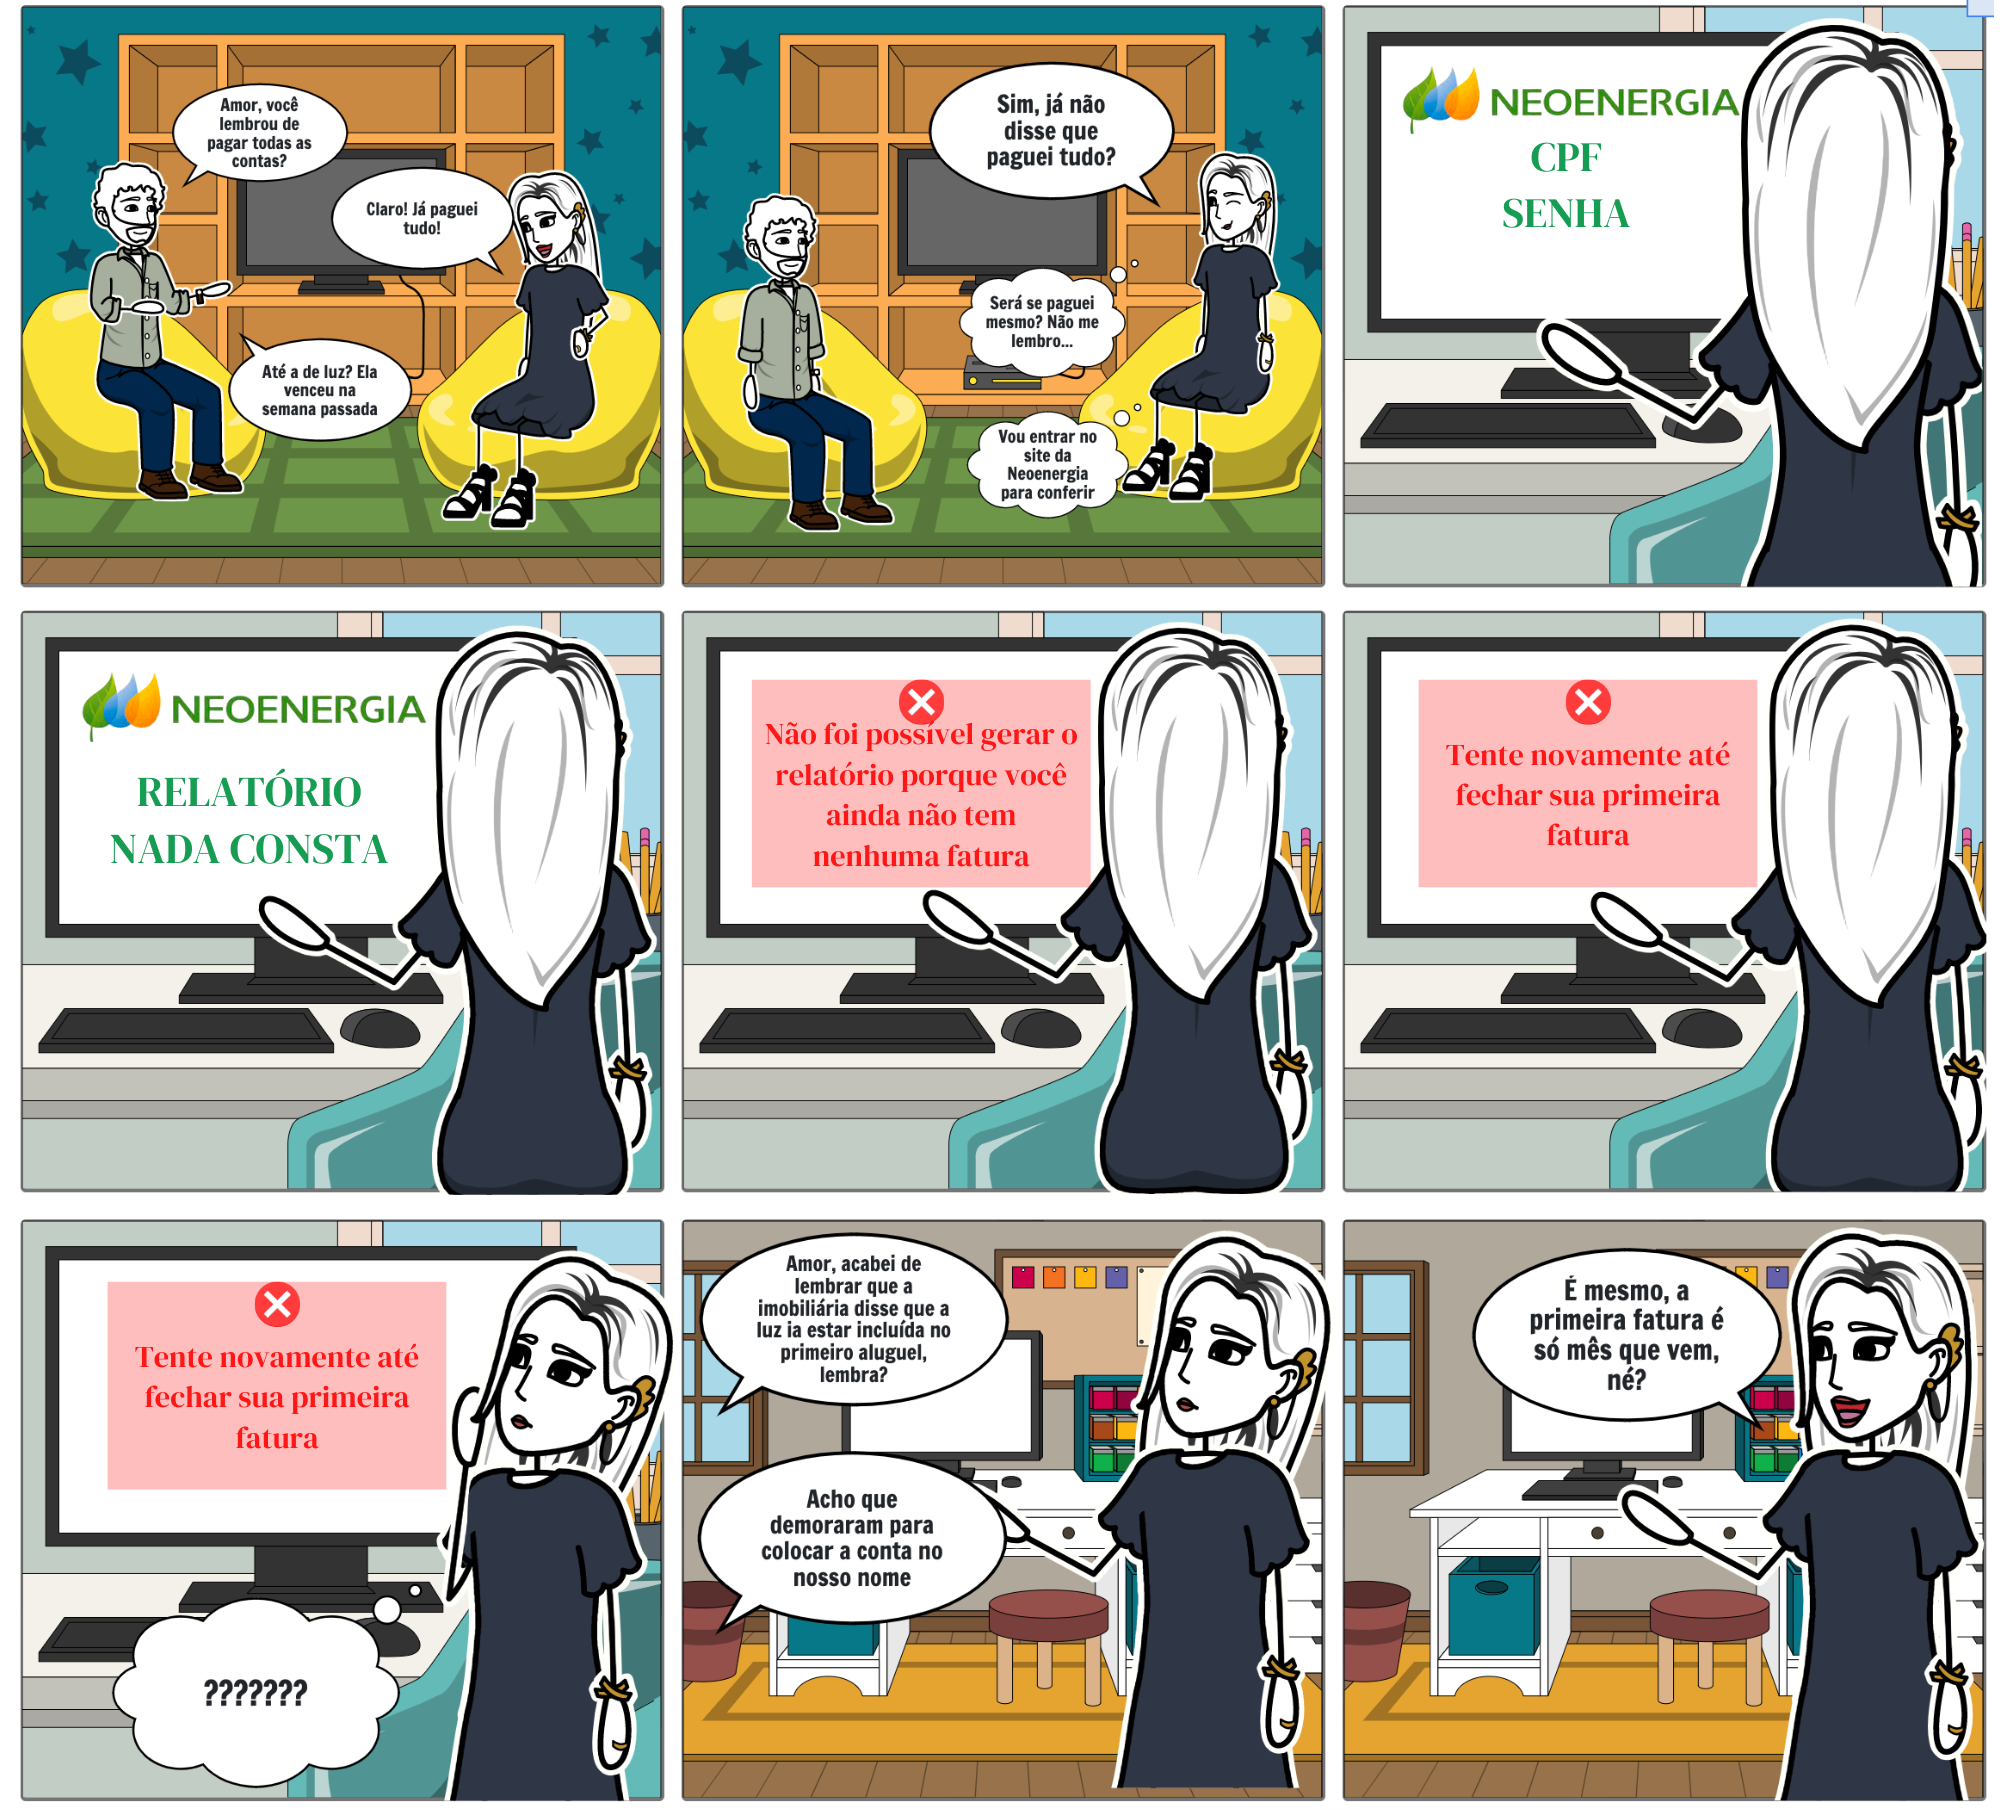 Amor, você
lembrou de
pagar todas as
contas?
Claro! Já paguei
tudo!
Até a de luz? Ela
venceu na
semana passada
Sim, já não
disse que
paguei tudo?
Será se paguei
mesmo? Não me
lembro...
Vou entrar no
site da
Neoenergia
para conferir
NEOENERGIA
CPF
SENHA
NEOENERGIA
RELATÓRIO
NADA CONSTA
Não foi possível gerar o
relatório porque você
ainda não tem
nenhuma fatura
Tente novamente até
fechar sua primeira
fatura
Tente novamente até
fechar sua primeira
fatura
???????
Amor, acabei de
lembrar que a
imobiliária disse que a
luz ia estar incluída no
primeiro aluguel,
lembra?
Acho que
demoraram para
colocar a conta no
nosso nome
É mesmo, a
primeira fatura é
só mês que vem,
né?